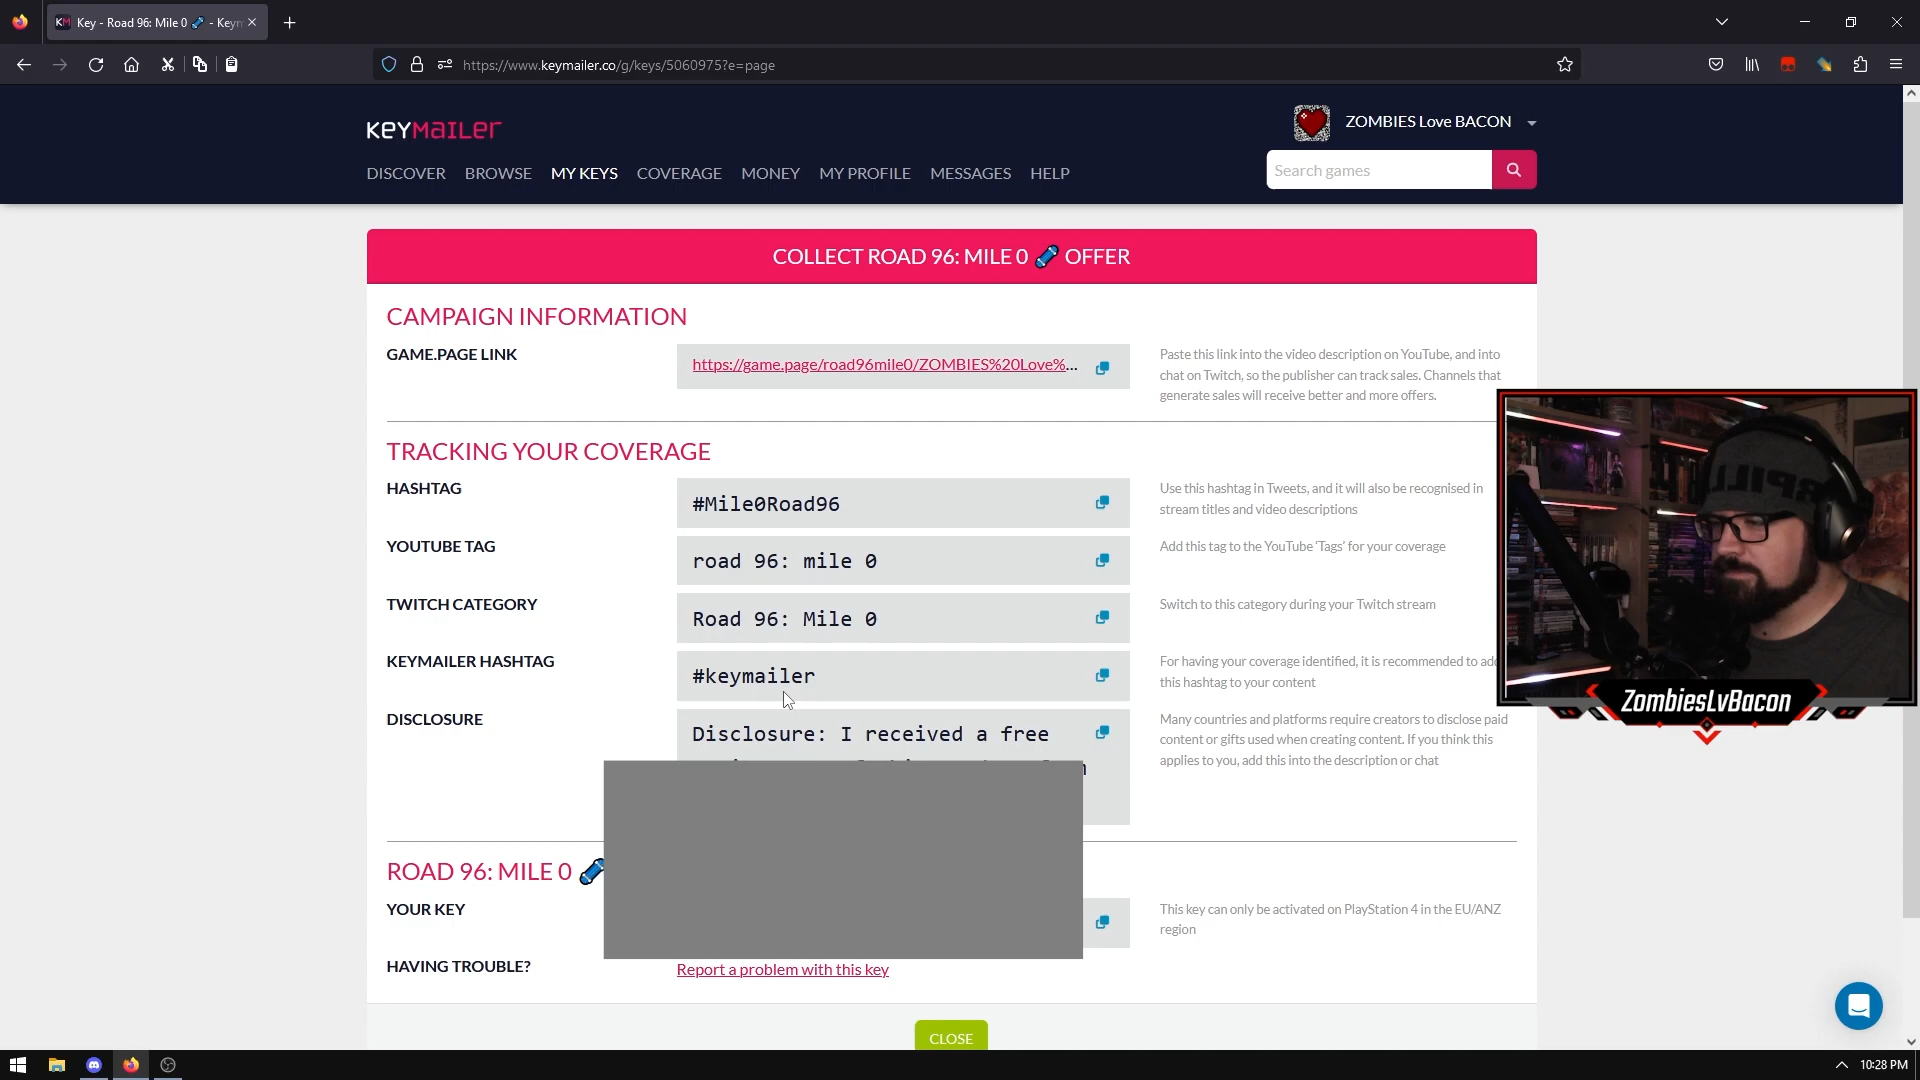 Key - Road 96: Mile 0
https://www.keymailer.co/g/keys/5060975?e=page
KEYMAILER
ZOMBIES Love BACON
DISCOVER BROWSE MY KEYS COVERAGE MONEY MY PROFILE MESSAGES HELP
Search games
COLLECT ROAD 96: MILE 0 OFFER
CAMPAIGN INFORMATION
GAME.PAGE LINK
https://game.page/road96mile0/ZOMBIES%20Love%...
Paste this link into the video description on YouTube, and into
chat on Twitch, so the publisher can track sales. Channels that
generate sales will receive better and more offers.
TRACKING YOUR COVERAGE
HASHTAG
#Mile0Road96
Use this hashtag in Tweets, and it will also be recognised in
stream titles and video descriptions
YOUTUBE TAG
road 96: mile 0
Add this tag to the YouTube 'Tags' for your coverage
TWITCH CATEGORY
Road 96: Mile 0
Switch to this category during your Twitch stream
KEYMAILER HASHTAG
#keymailer
For having your coverage identified, it is recommended to add
this hashtag to your content
DISCLOSURE
Disclosure: I received a free
Many countries and platforms require creators to disclose paid
content or gifts used when creating content. If you think this
applies to you, add this into the description or chat
ROAD 96: MILE 0
YOUR KEY
This key can only be activated on PlayStation 4 in the EU/ANZ
region
HAVING TROUBLE?
Report a problem with this key
CLOSE
ZombiesLvBacon
10:28 PM